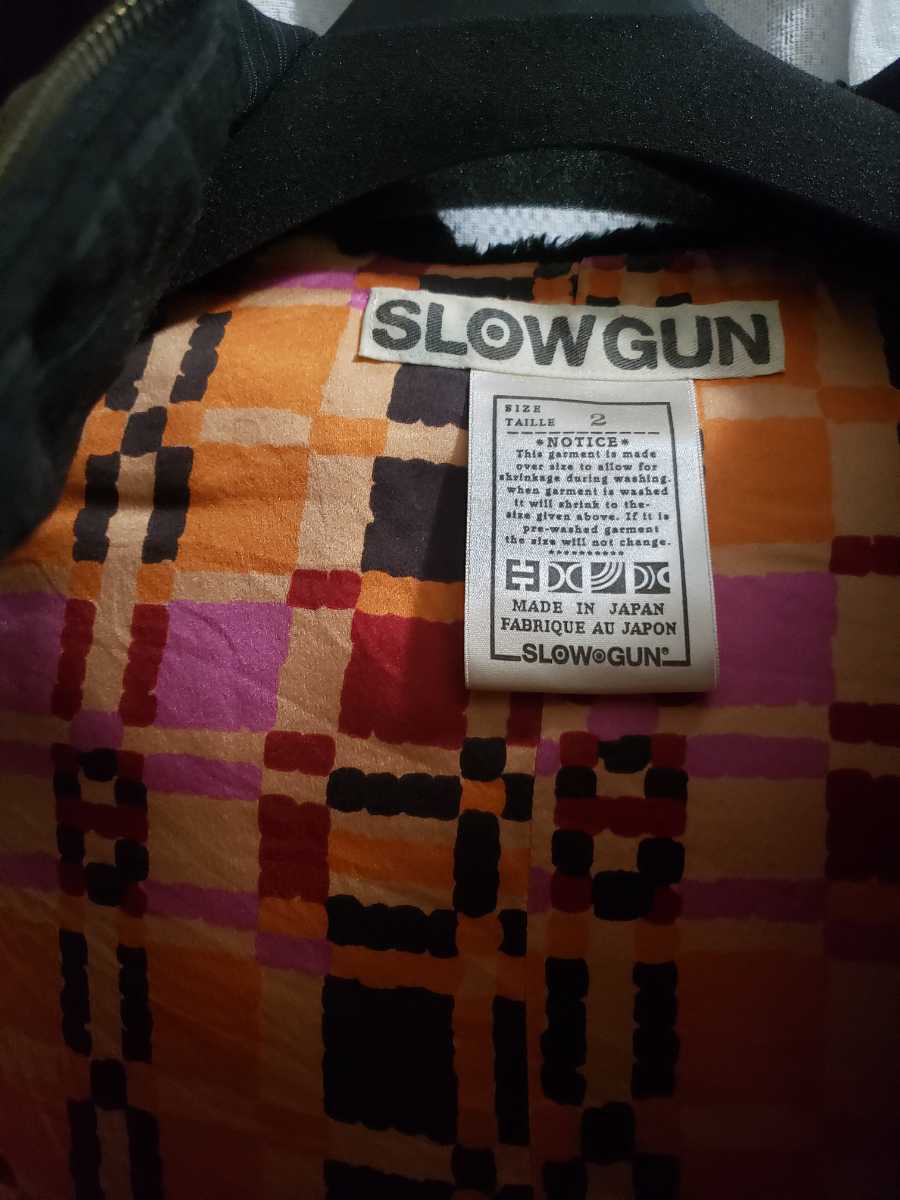 SLOWGUN
SIZE
TAILLE 2
*NOTICE*
This garment is made
over size to allow for
shrinkage during washing.
when garment is washed
it will shrink to the-
size given above. If it is
pre-washed garment
the size will not change.
**********
MADE IN JAPAN
FABRIQUE AU JAPON
SLOWGUN®